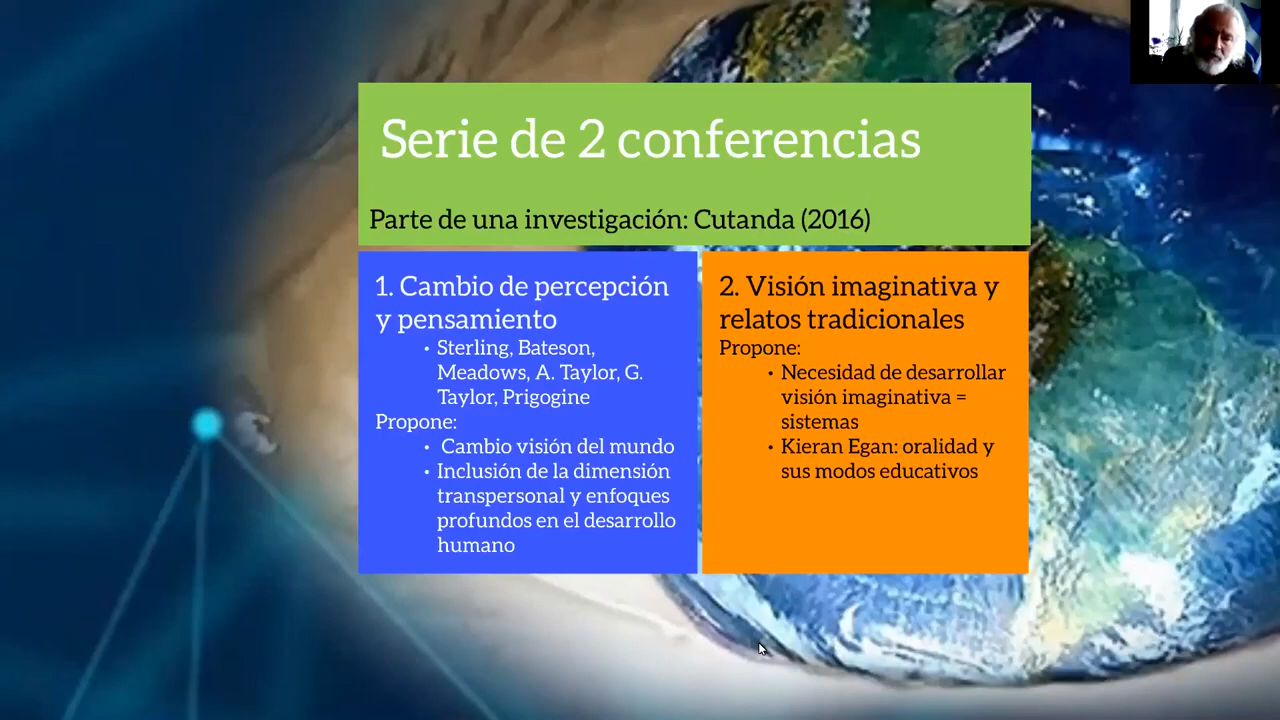 Serie de 2 conferencias
Parte de una investigación: Cutanda (2016)
1. Cambio de percepción
y pensamiento
• Sterling, Bateson,
Meadows, A. Taylor, G.
Taylor, Prigogine
Propone:
• Cambio visión del mundo
• Inclusión de la dimensión
transpersonal y enfoques
profundos en el desarrollo
humano
2. Visión imaginativa y
relatos tradicionales
Propone:
• Necesidad de desarrollar
visión imaginativa =
sistemas
• Kieran Egan: oralidad y
sus modos educativos